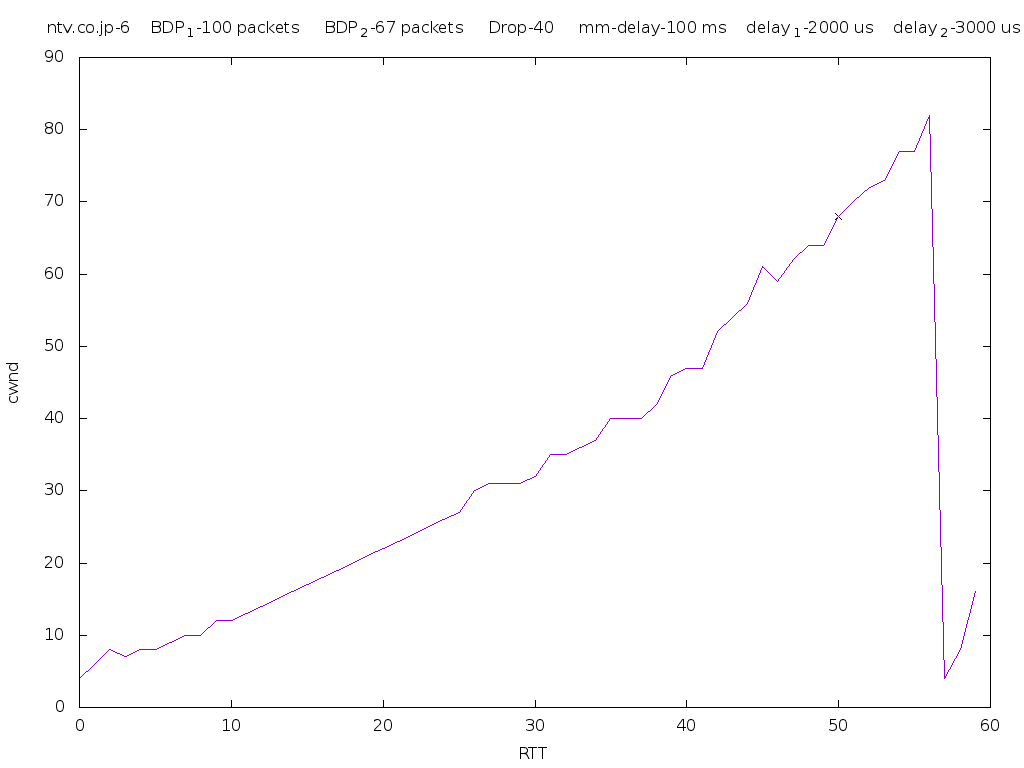 ntv.co.jp-6 BDP1-100 packets BDP2-67 packets Drop-40 mm-delay-100 ms delay1-2000 us delay2-3000 us
90
80
70
60
50
40
30
20
10
0
cwnd
0 10 20 30 40 50 60
RTT